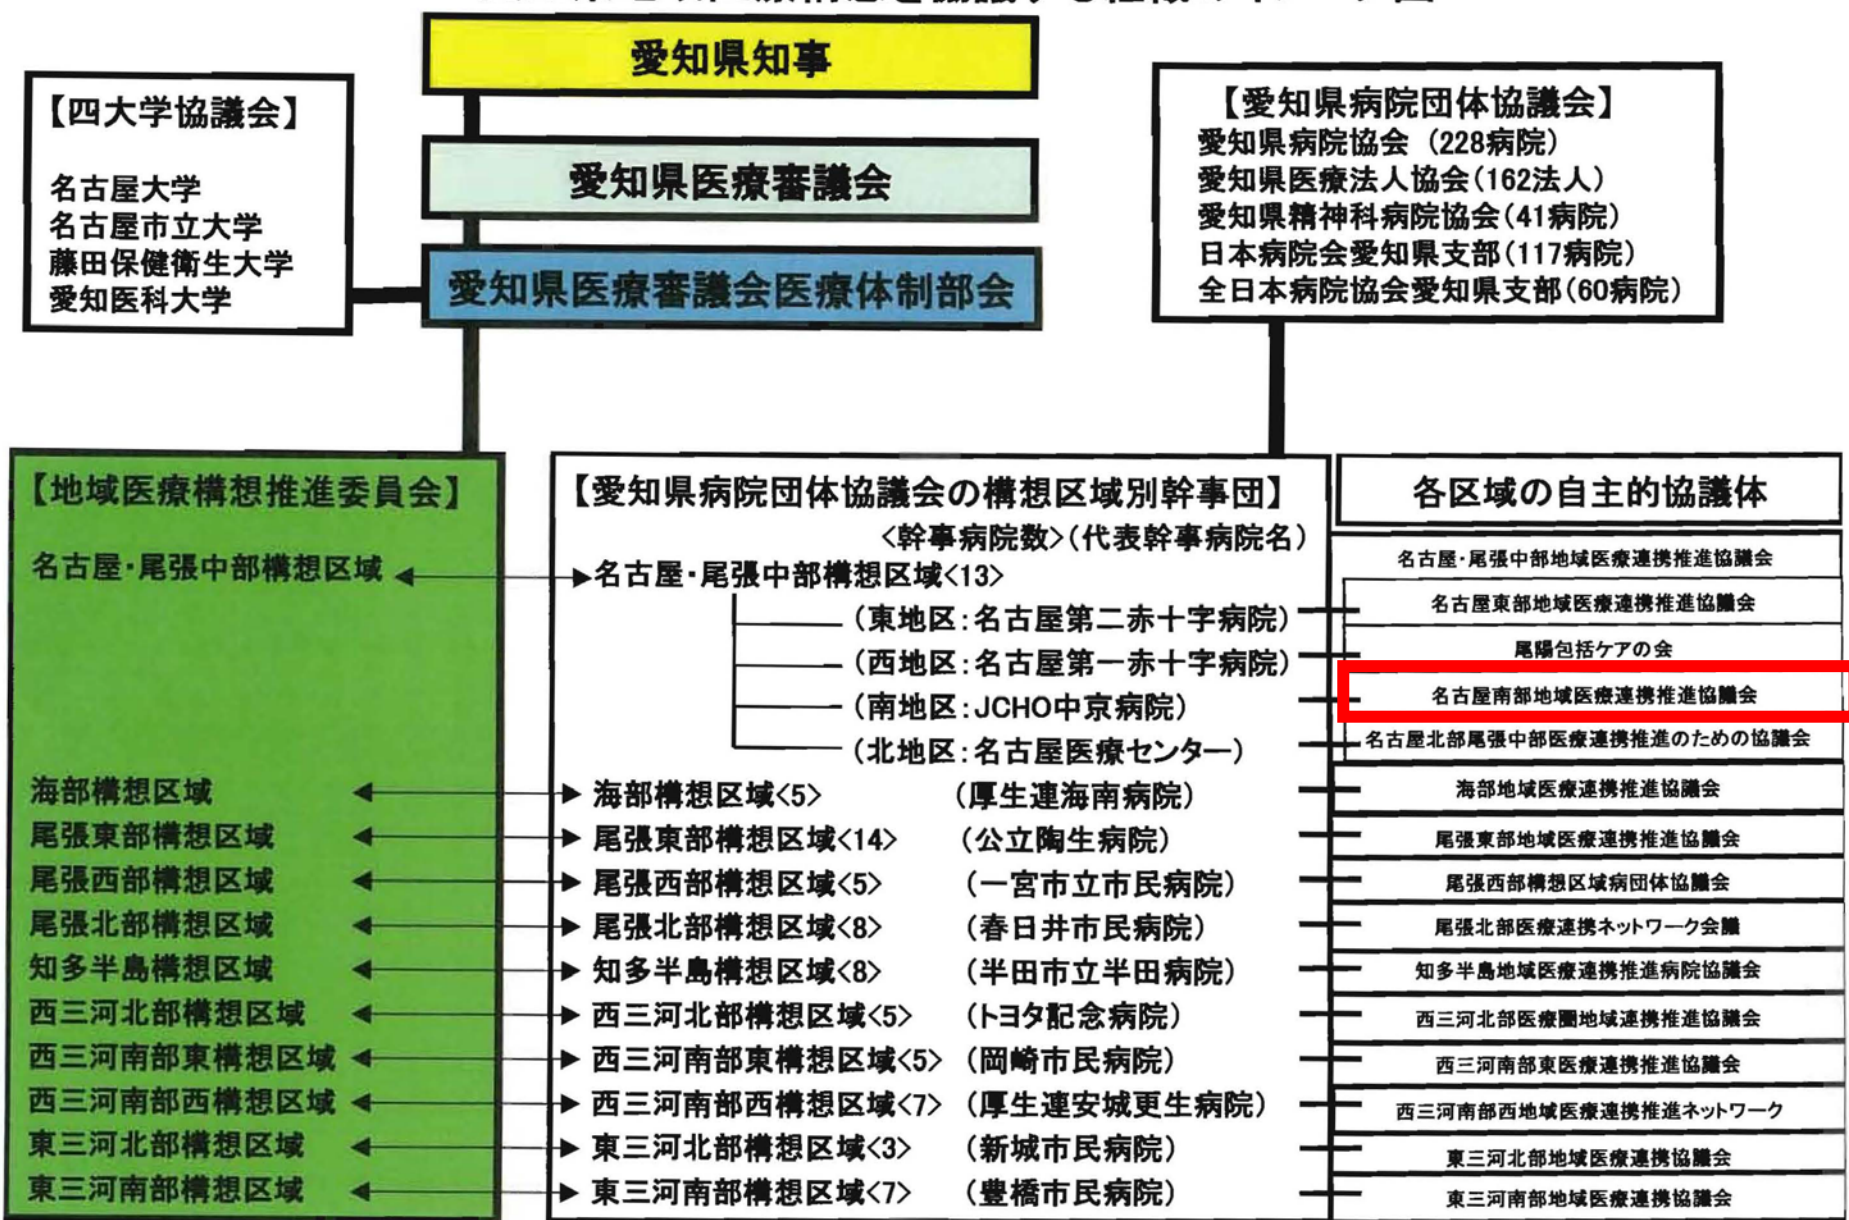 愛知県知事
愛知県医療審議会
愛知県医療審議会医療体制部会
【四大学協議会】
名古屋大学
名古屋市立大学
藤田保健衛生大学
愛知医科大学
【愛知県病院団体協議会】
愛知県病院協会 (228病院)
愛知県医療法人協会(162法人)
愛知県精神科病院協会(41病院)
日本病院会愛知県支部(117病院)
全日本病院協会愛知県支部(60病院)
【地域医療構想推進委員会】
名古屋・尾張中部構想区域
海部構想区域
尾張東部構想区域
尾張西部構想区域
尾張北部構想区域
知多半島構想区域
西三河北部構想区域
西三河南部東構想区域
西三河南部西構想区域
東三河北部構想区域
東三河南部構想区域
【愛知県病院団体協議会の構想区域別幹事団】
<幹事病院数>(代表幹事病院名)
名古屋・尾張中部構想区域<13>
(東地区:名古屋第二赤十字病院)
(西地区:名古屋第一赤十字病院)
(南地区:JCHO中京病院)
(北地区:名古屋医療センター)
海部構想区域<5> (厚生連海南病院)
尾張東部構想区域<14> (公立陶生病院)
尾張西部構想区域<5> (一宮市立市民病院)
尾張北部構想区域<8> (春日井市民病院)
知多半島構想区域<8> (半田市立半田病院)
西三河北部構想区域<5> (トヨタ記念病院)
西三河南部東構想区域<5> (岡崎市民病院)
西三河南部西構想区域<7> (厚生連安城更生病院)
東三河北部構想区域<3> (新城市民病院)
東三河南部構想区域<7> (豊橋市民病院)
各区域の自主的協議体
名古屋・尾張中部地域医療連携推進協議会
名古屋東部地域医療連携推進協議会
尾陽包括ケアの会
名古屋南部地域医療連携推進協議会
名古屋北部尾張中部医療連携推進のための協議会
海部地域医療連携推進協議会
尾張東部地域医療連携推進協議会
尾張西部構想区域病団体協議会
尾張北部医療連携ネットワーク会議
知多半島地域医療連携推進病院協議会
西三河北部医療圏地域連携推進協議会
西三河南部東医療連携推進協議会
西三河南部西地域医療連携推進ネットワーク
東三河北部地域医療連携協議会
東三河南部地域医療連携協議会